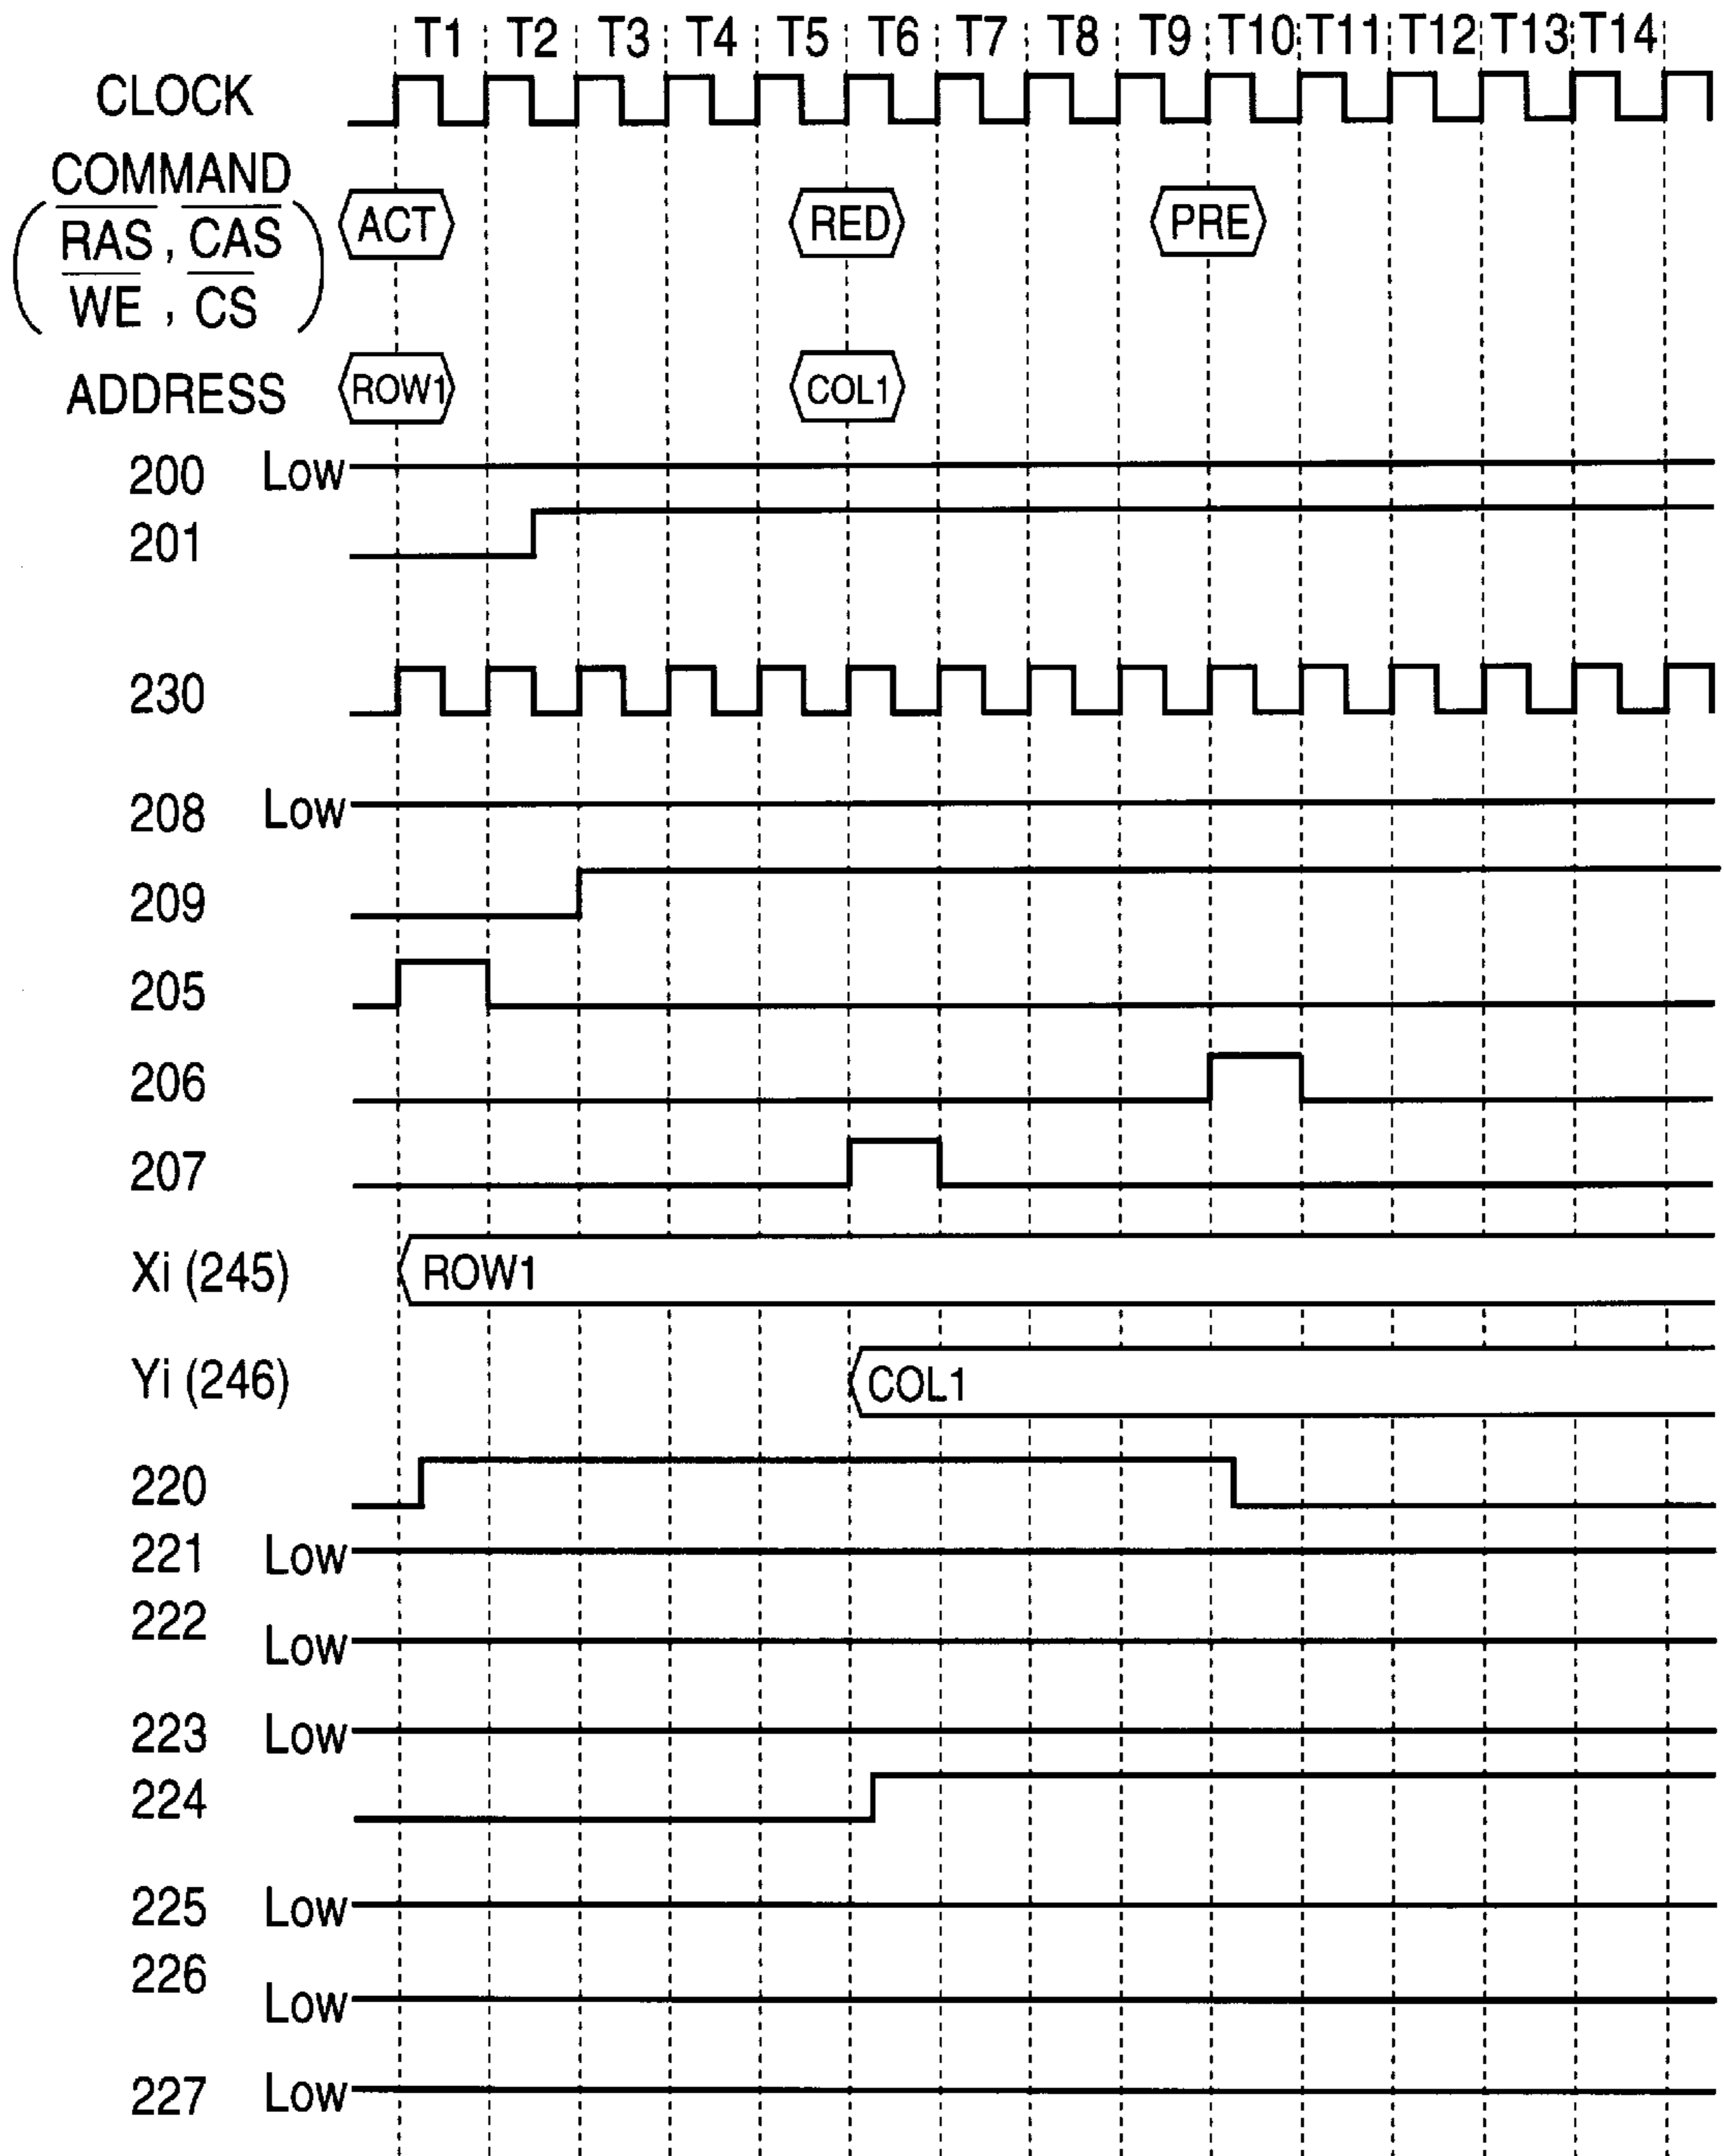 T1 T2 T3 T4 T5 T6 T7 T8 T9 T10 T11 T12 T13 T14
CLOCK
COMMAND
(RAS, CAS
WE, CS)
ACT RED PRE
ADDRESS ROW1 COL1
200 Low
201
230
208 Low
209
205
206
207
Xi (245) ROW1
Yi (246) COL1
220
221 Low
222 Low
223 Low
224
225 Low
226 Low
227 Low